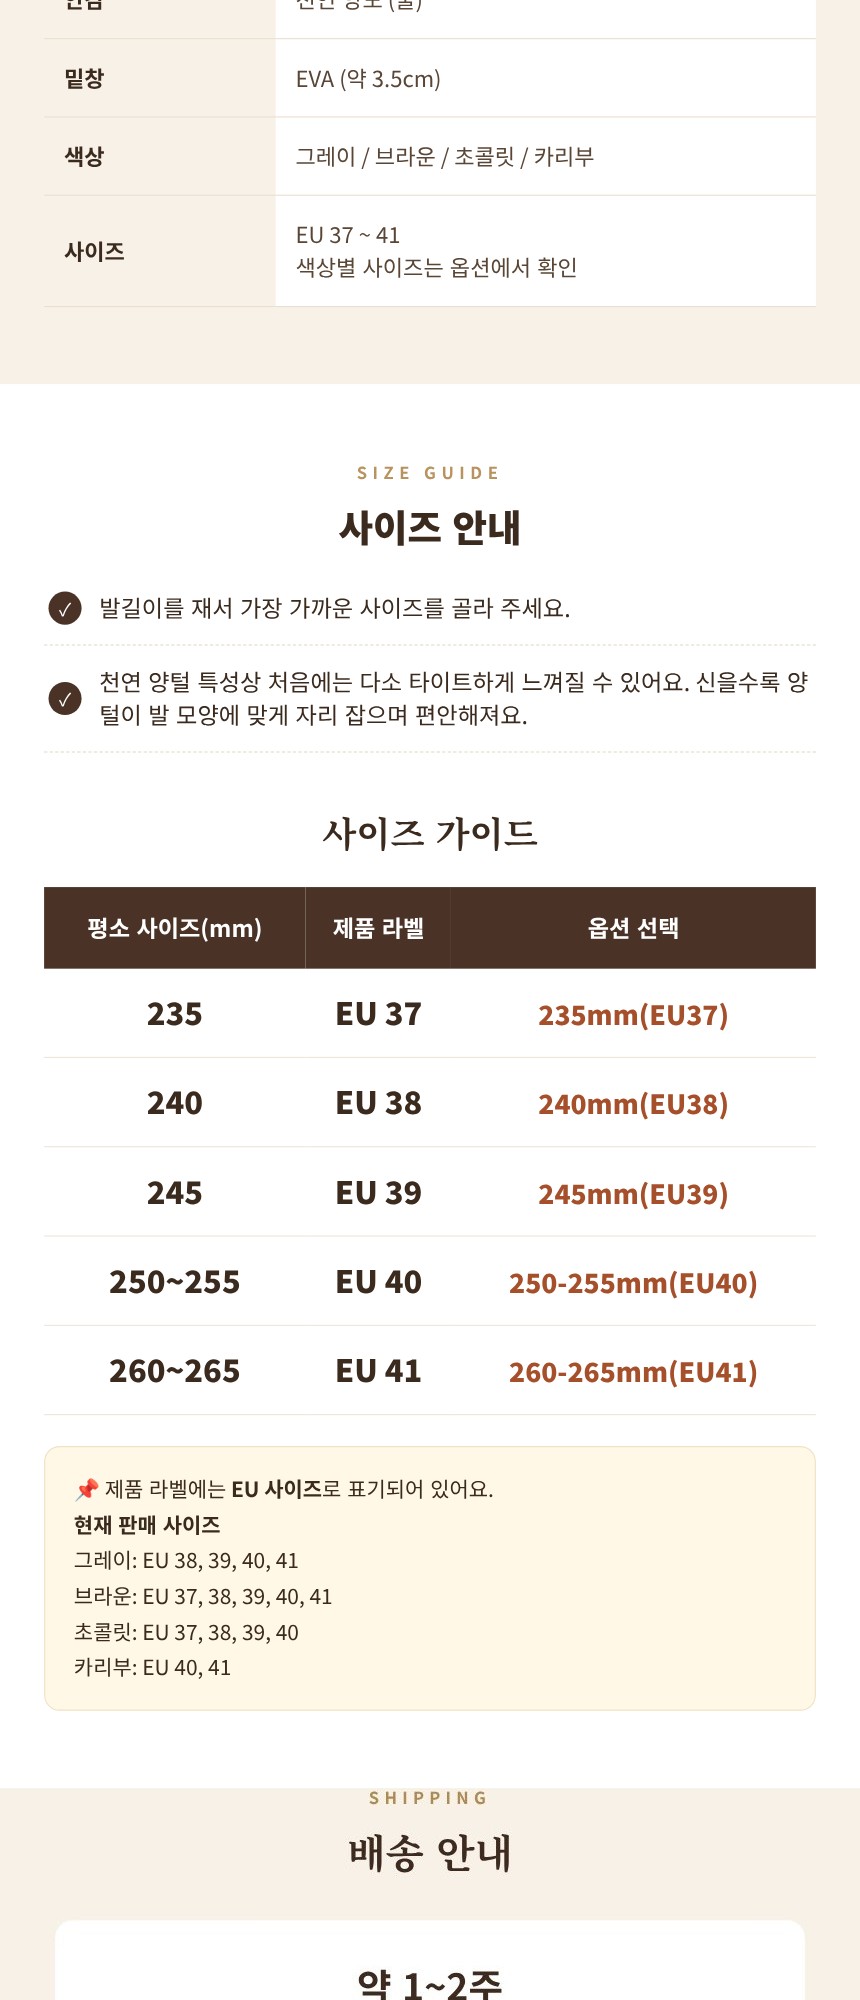 밑창
EVA (약 3.5cm)
색상
그레이 / 브라운 / 초콜릿 / 카리부
사이즈
EU 37 ~ 41
색상별 사이즈는 옵션에서 확인
SIZE GUIDE
사이즈 안내
✓ 발길이를 재서 가장 가까운 사이즈를 골라 주세요.
✓ 천연 양털 특성상 처음에는 다소 타이트하게 느껴질 수 있어요. 신을수록 양
털이 발 모양에 맞게 자리 잡으며 편안해져요.
사이즈 가이드
평소 사이즈(mm) 제품 라벨 옵션 선택
235 EU 37 235mm(EU37)
240 EU 38 240mm(EU38)
245 EU 39 245mm(EU39)
250~255 EU 40 250-255mm(EU40)
260~265 EU 41 260-265mm(EU41)
📌 제품 라벨에는 EU 사이즈로 표기되어 있어요.
현재 판매 사이즈
그레이: EU 38, 39, 40, 41
브라운: EU 37, 38, 39, 40, 41
초콜릿: EU 37, 38, 39, 40
카리부: EU 40, 41
SHIPPING
배송 안내
약 1~2주